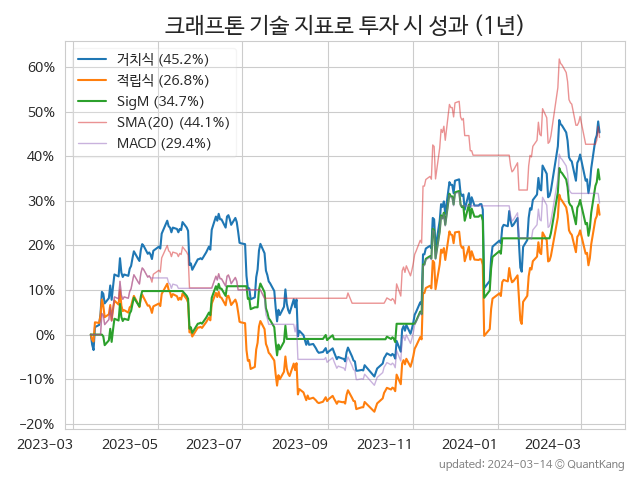 크래프톤 기술 지표로 투자 시 성과 (1년)
거치식 (45.2%)
적립식 (26.8%)
SigM (34.7%)
SMA(20) (44.1%)
MACD (29.4%)
60%
50%
40%
30%
20%
10%
0%
−10%
−20%
2023-03 2023-05 2023-07 2023-09 2023-11 2024-01 2024-03
updated: 2024-03-14 ⓒ QuantKang